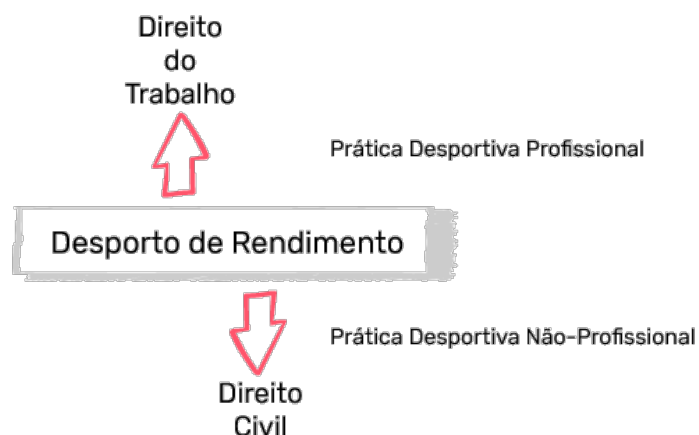 Direito
do
Trabalho
Prática Desportiva Profissional
Desporto de Rendimento
Prática Desportiva Não-Profissional
Direito
Civil